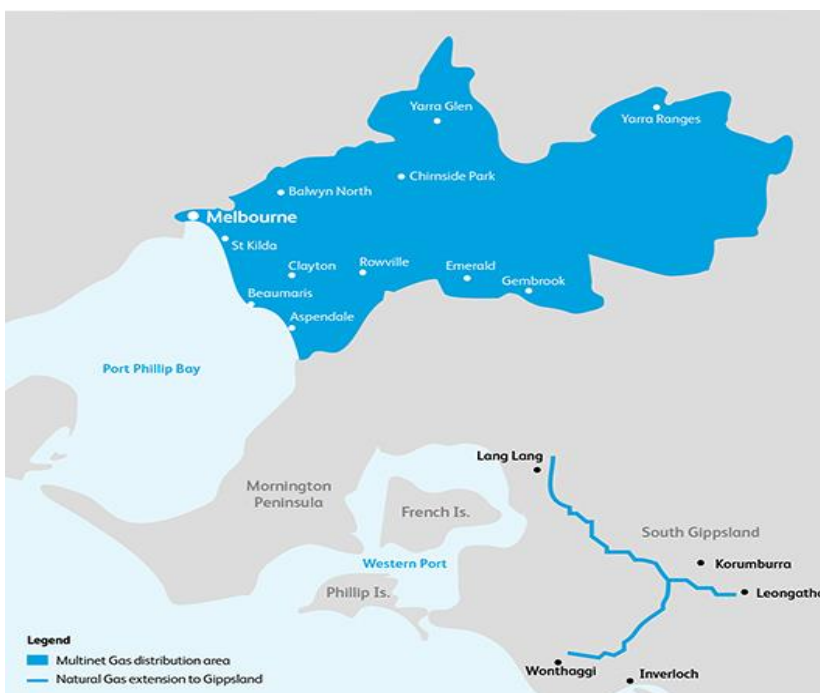 Yarra Glen
Yarra Ranges
Chirnside Park
Balwyn North
Melbourne
St Kilda
Clayton
Rowville
Emerald
Gembrook
Beaumaris
Aspendale
Port Phillip Bay
Lang Lang
Mornington
Peninsula
French Is.
South Gippsland
Western Port
Korumburra
Phillip Is.
Leongatha
Legend
Multinet Gas distribution area
Wonthaggi
Inverloch
Natural Gas extension to Gippsland